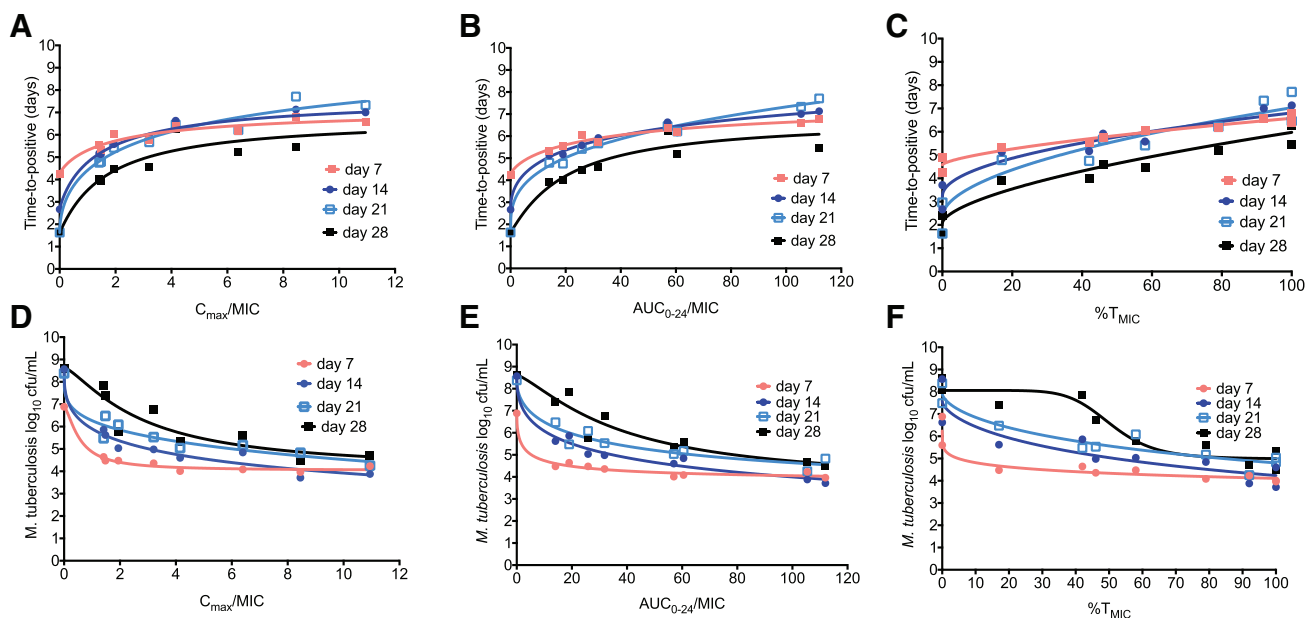 A
Time-to-positive (days)
10
9
8
7
6
5
4
3
2
1
0
0 2 4 6 8 10 12
Cmax/MIC
day 7
day 14
day 21
day 28
B
Time-to-positive (days)
10
9
8
7
6
5
4
3
2
1
0
0 20 40 60 80 100 120
AUC0-24/MIC
day 7
day 14
day 21
day 28
C
Time-to-positive (days)
10
9
8
7
6
5
4
3
2
1
0
0 20 40 60 80 100
%TMIC
day 7
day 14
day 21
day 28
D
M. tuberculosis log10 cfu/mL
10
9
8
7
6
5
4
3
2
1
0
0 2 4 6 8 10 12
Cmax/MIC
day 7
day 14
day 21
day 28
E
M. tuberculosis log10 cfu/mL
10
9
8
7
6
5
4
3
2
1
0
0 20 40 60 80 100 120
AUC0-24/MIC
day 7
day 14
day 21
day 28
F
M. tuberculosis log10 cfu/mL
10
9
8
7
6
5
4
3
2
1
0
0 10 20 30 40 50 60 70 80 90 100
%TMIC
day 7
day 14
day 21
day 28